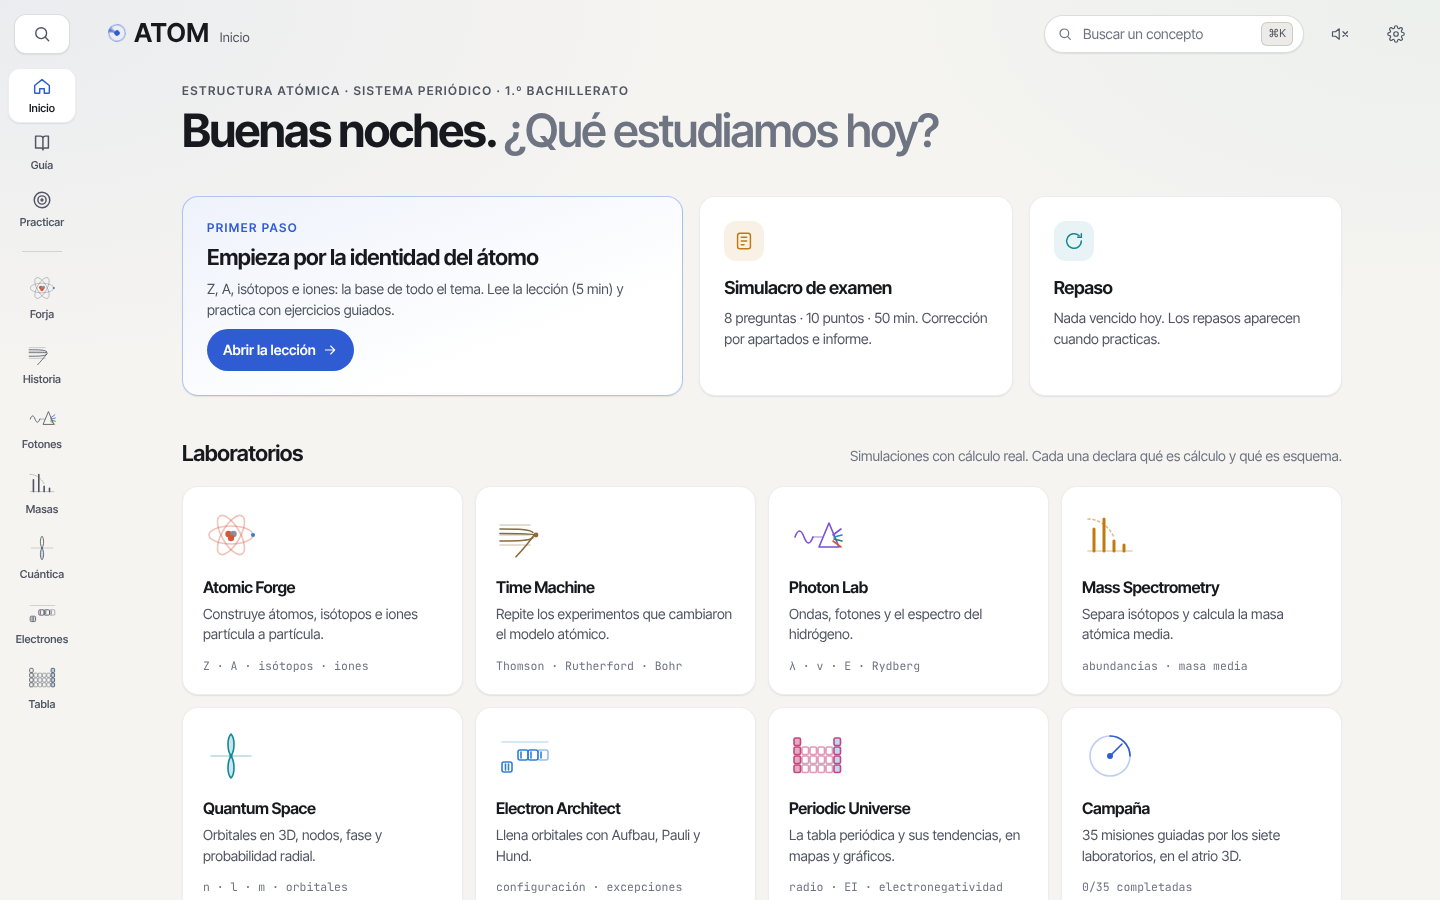 ATOM Inicio
Buscar un concepto ⌘K
Inicio
Guía
Practicar
Forja
Historia
Fotones
Masas
Cuántica
Electrones
Tabla
ESTRUCTURA ATÓMICA · SISTEMA PERIÓDICO · 1.º BACHILLERATO
Buenas noches. ¿Qué estudiamos hoy?
PRIMER PASO
Empieza por la identidad del átomo
Z, A, isótopos e iones: la base de todo el tema. Lee la lección (5 min) y
practica con ejercicios guiados.
Abrir la lección →
Simulacro de examen
8 preguntas · 10 puntos · 50 min. Corrección
por apartados e informe.
Repaso
Nada vencido hoy. Los repasos aparecen
cuando practicas.
Laboratorios
Simulaciones con cálculo real. Cada una declara qué es cálculo y qué es esquema.
Atomic Forge
Construye átomos, isótopos e iones
partícula a partícula.
Z · A · isótopos · iones
Time Machine
Repite los experimentos que cambiaron
el modelo atómico.
Thomson · Rutherford · Bohr
Photon Lab
Ondas, fotones y el espectro del
hidrógeno.
λ · ν · E · Rydberg
Mass Spectrometry
Separa isótopos y calcula la masa
atómica media.
abundancias · masa media
Quantum Space
Orbitales en 3D, nodos, fase y
probabilidad radial.
n · l · m · orbitales
Electron Architect
Llena orbitales con Aufbau, Pauli y
Hund.
configuración · excepciones
Periodic Universe
La tabla periódica y sus tendencias, en
mapas y gráficos.
radio · EI · electronegatividad
Campaña
35 misiones guiadas por los siete
laboratorios, en el atrio 3D.
0/35 completadas